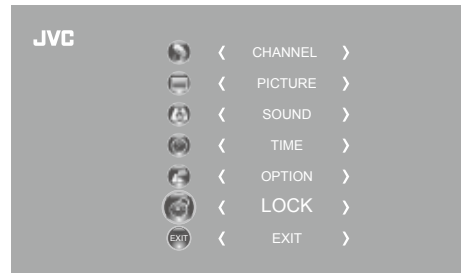 JVC
CHANNEL
PICTURE
SOUND
TIME
OPTION
LOCK
EXIT EXIT